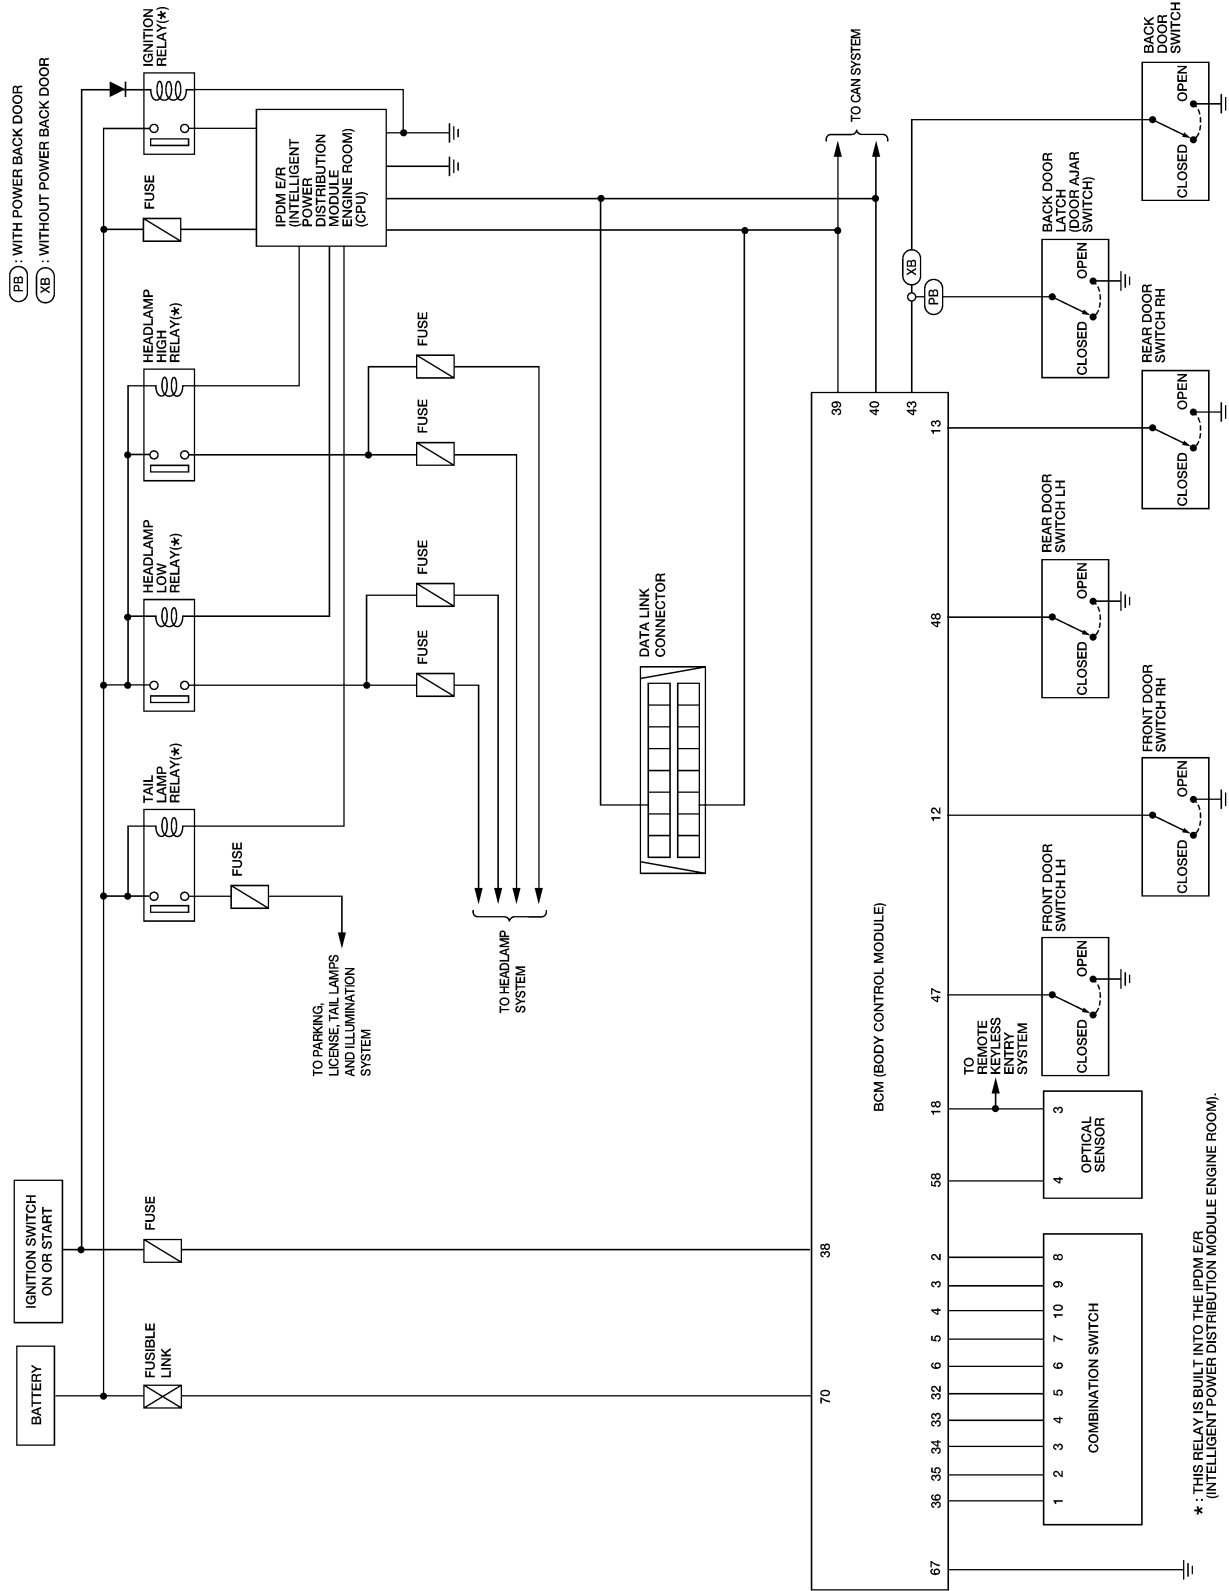 BATTERY
IGNITION SWITCH
ON OR START
PB : WITH POWER BACK DOOR
XB : WITHOUT POWER BACK DOOR
FUSIBLE
LINK
FUSE
TAIL
LAMP
RELAY(*)
HEADLAMP
LOW
RELAY(*)
HEADLAMP
HIGH
RELAY(*)
FUSE
IGNITION
RELAY(*)
FUSE
IPDM E/R
(INTELLIGENT
POWER
DISTRIBUTION
MODULE
ENGINE ROOM)
(CPU)
TO PARKING,
LICENSE, TAIL LAMPS
AND ILLUMINATION
SYSTEM
FUSE
FUSE
FUSE
FUSE
TO HEADLAMP
SYSTEM
DATA LINK
CONNECTOR
TO CAN SYSTEM
70
38
39
40
43
BCM (BODY CONTROL MODULE)
67
36
35
34
33
32
6
5
4
3
2
58
18
47
12
48
13
XB
PB
TO
REMOTE
KEYLESS
ENTRY
SYSTEM
1
2
3
4
5
6
7
10
9
8
COMBINATION SWITCH
4
3
OPTICAL
SENSOR
FRONT DOOR
SWITCH LH
CLOSED
OPEN
REAR DOOR
SWITCH LH
CLOSED
OPEN
BACK DOOR
LATCH
(DOOR AJAR
SWITCH)
CLOSED
OPEN
FRONT DOOR
SWITCH RH
CLOSED
OPEN
REAR DOOR
SWITCH RH
CLOSED
OPEN
BACK
DOOR
SWITCH
CLOSED
OPEN
* : THIS RELAY IS BUILT INTO THE IPDM E/R
(INTELLIGENT POWER DISTRIBUTION MODULE ENGINE ROOM).